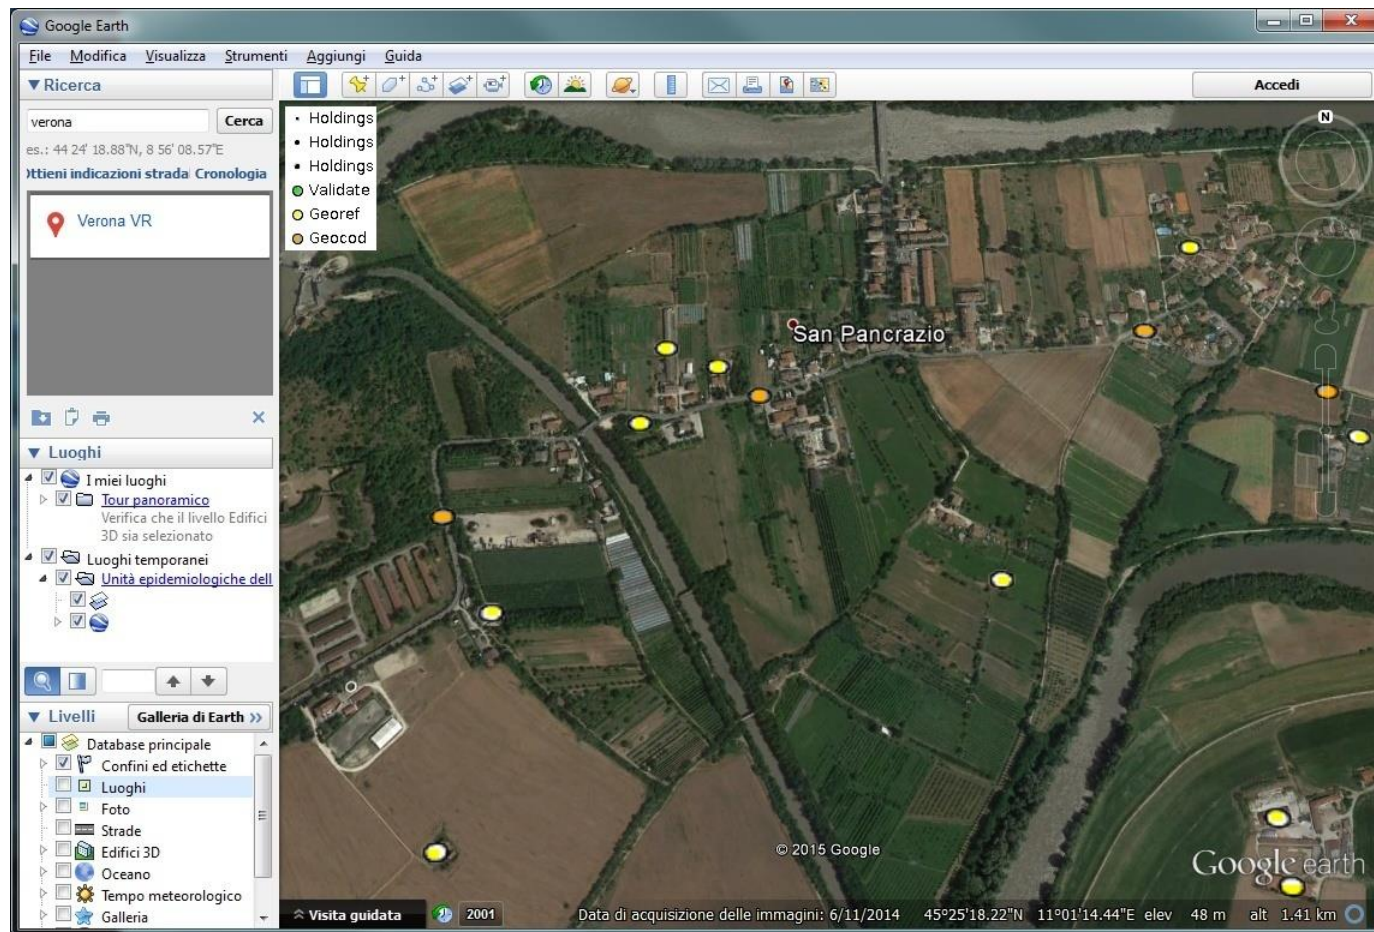 Google Earth
File Modifica Visualizza Strumenti Aggiungi Guida
Ricerca
Accedi
verona Cerca
es.: 44 24' 18.88"N, 8 56' 08.57"E
)ttieni indicazioni strada Cronologia
Verona VR
Holdings
Holdings
Holdings
Validate
Georef
Geocod
N
San Pancrazio
Luoghi
I miei luoghi
Tour panoramico
Verifica che il livello Edifici
3D sia selezionato
Luoghi temporanei
Unità epidemiologiche dell
Livelli Galleria di Earth >>
Database principale
Confini ed etichette
Luoghi
Foto
Strade
Edifici 3D
Oceano
Tempo meteorologico
Galleria
© 2015 Google
Google earth
Visita guidata 2001 Data di acquisizione delle immagini: 6/11/2014 45°25'18.22"N 11°01'14.44"E elev 48 m alt 1.41 km